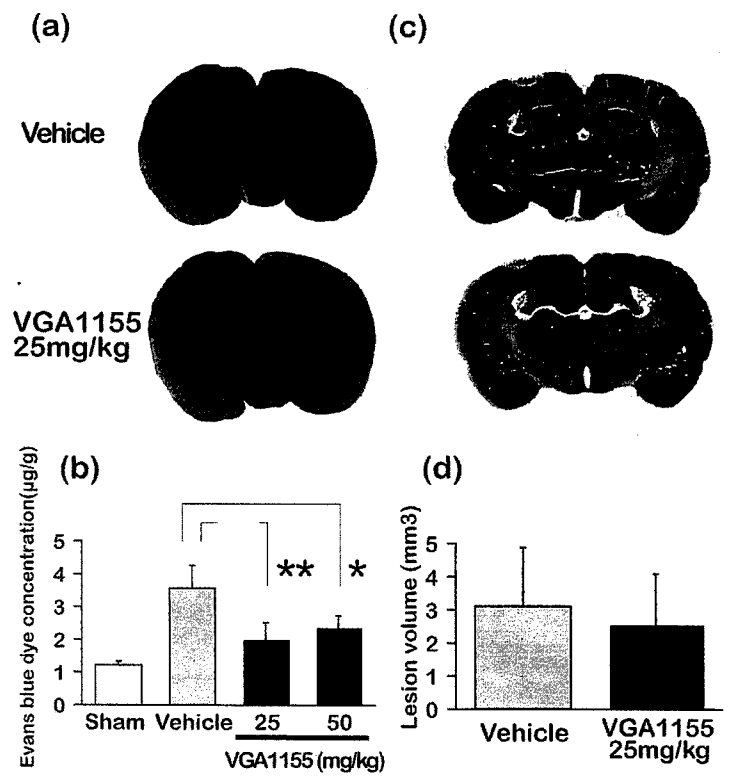 (a)
(c)
Vehicle
VGA1155
25mg/kg
(b)
Evans blue dye concentration(µg/g)
5
4
3
2
1
0
**
*
Sham
Vehicle
25
50
VGA1155 (mg/kg)
(d)
Lesion volume (mm3)
5
4
3
2
1
0
Vehicle
VGA1155
25mg/kg